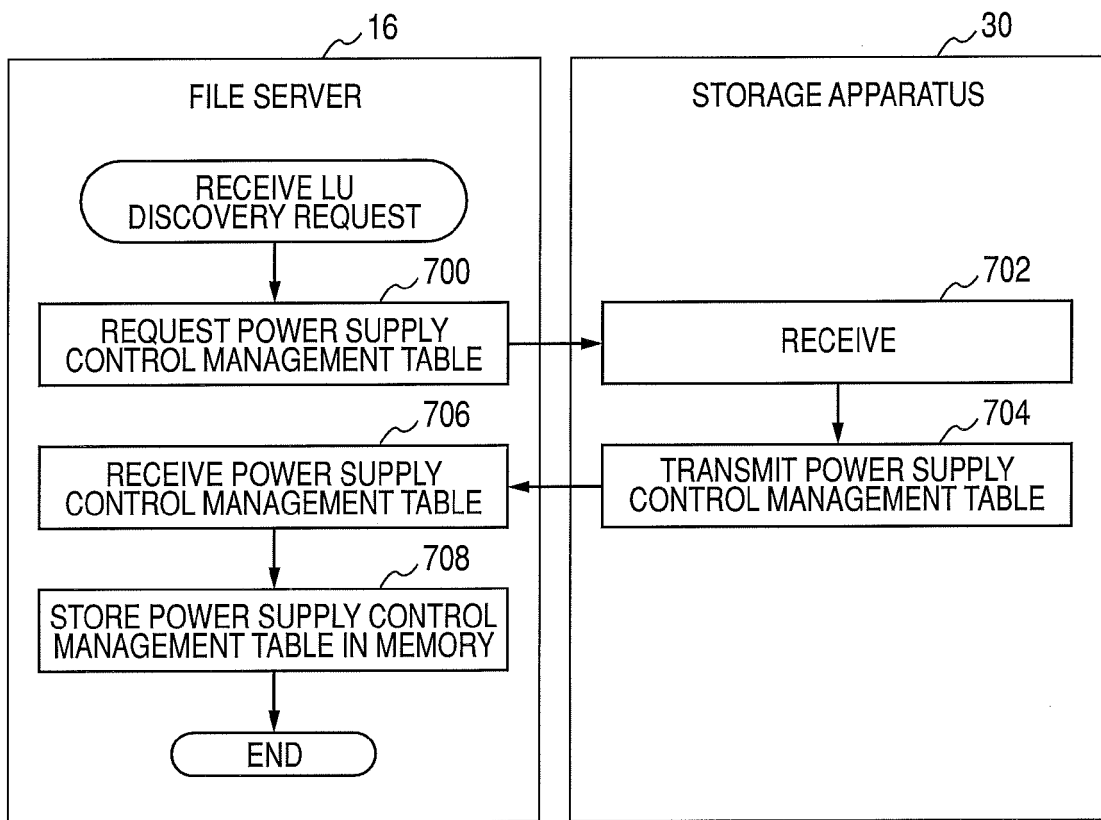 16
FILE SERVER
RECEIVE LU
DISCOVERY REQUEST
700
REQUEST POWER SUPPLY
CONTROL MANAGEMENT TABLE
706
RECEIVE POWER SUPPLY
CONTROL MANAGEMENT TABLE
708
STORE POWER SUPPLY CONTROL
MANAGEMENT TABLE IN MEMORY
END
30
STORAGE APPARATUS
702
RECEIVE
704
TRANSMIT POWER SUPPLY
CONTROL MANAGEMENT TABLE